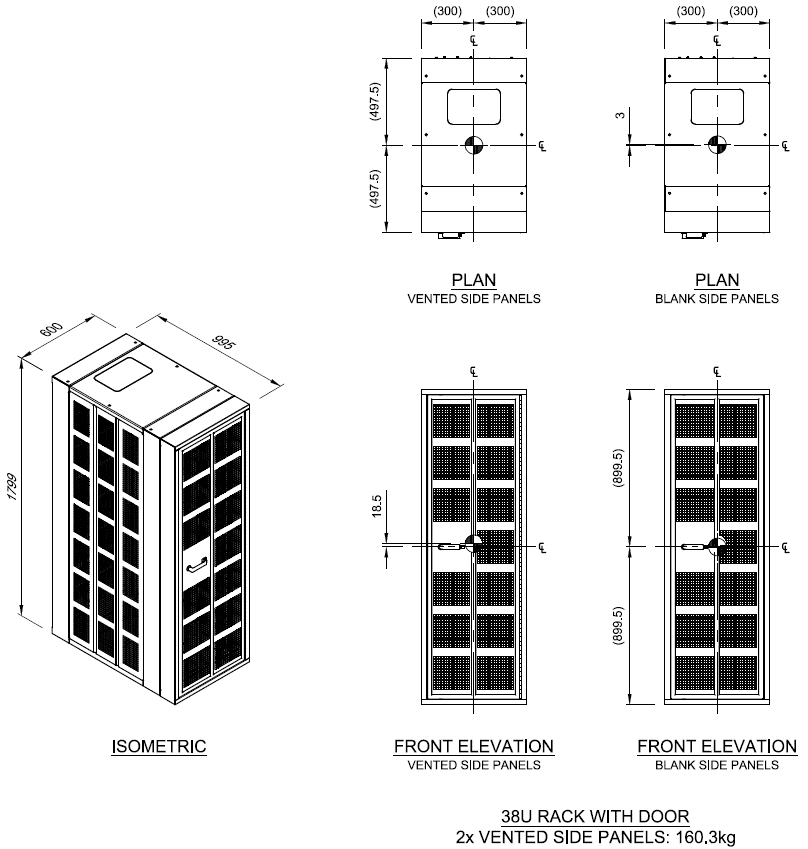 (300) (300)
(300) (300)
℄
℄
(497.5)
(497.5)
℄
3
℄
PLAN
VENTED SIDE PANELS
PLAN
BLANK SIDE PANELS
600
995
1799
℄
℄
18.5
℄
(899.5)
(899.5)
℄
ISOMETRIC
FRONT ELEVATION
VENTED SIDE PANELS
FRONT ELEVATION
BLANK SIDE PANELS
38U RACK WITH DOOR
2x VENTED SIDE PANELS: 160.3kg